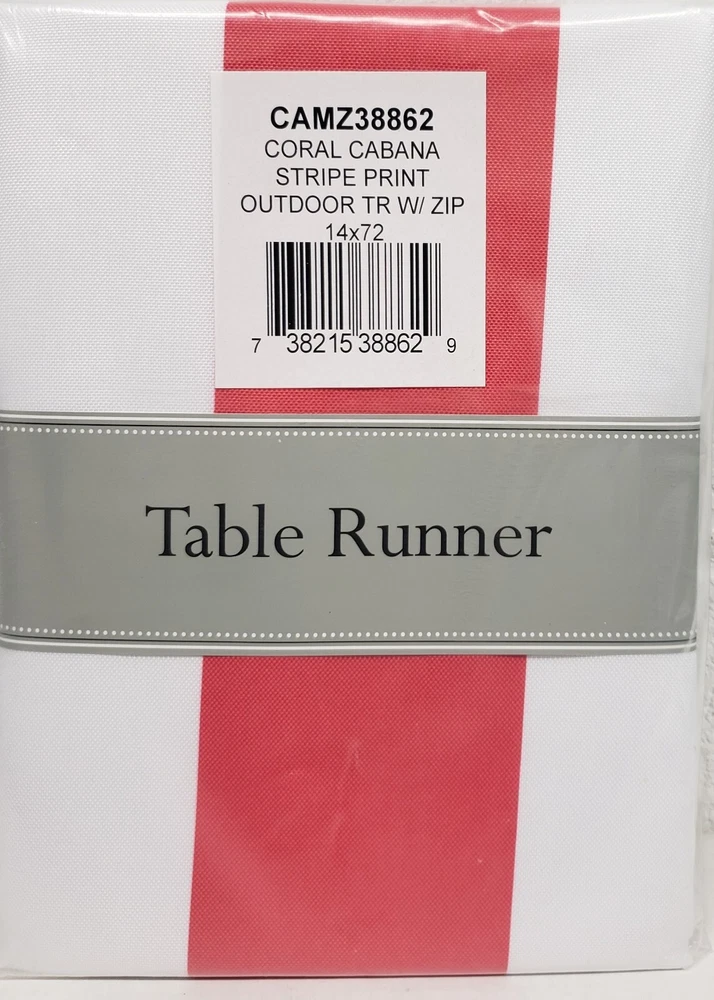 CAMZ38862
CORAL CABANA
STRIPE PRINT
OUTDOOR TR W/ ZIP
14x72
7 38215 38862 9
Table Runner